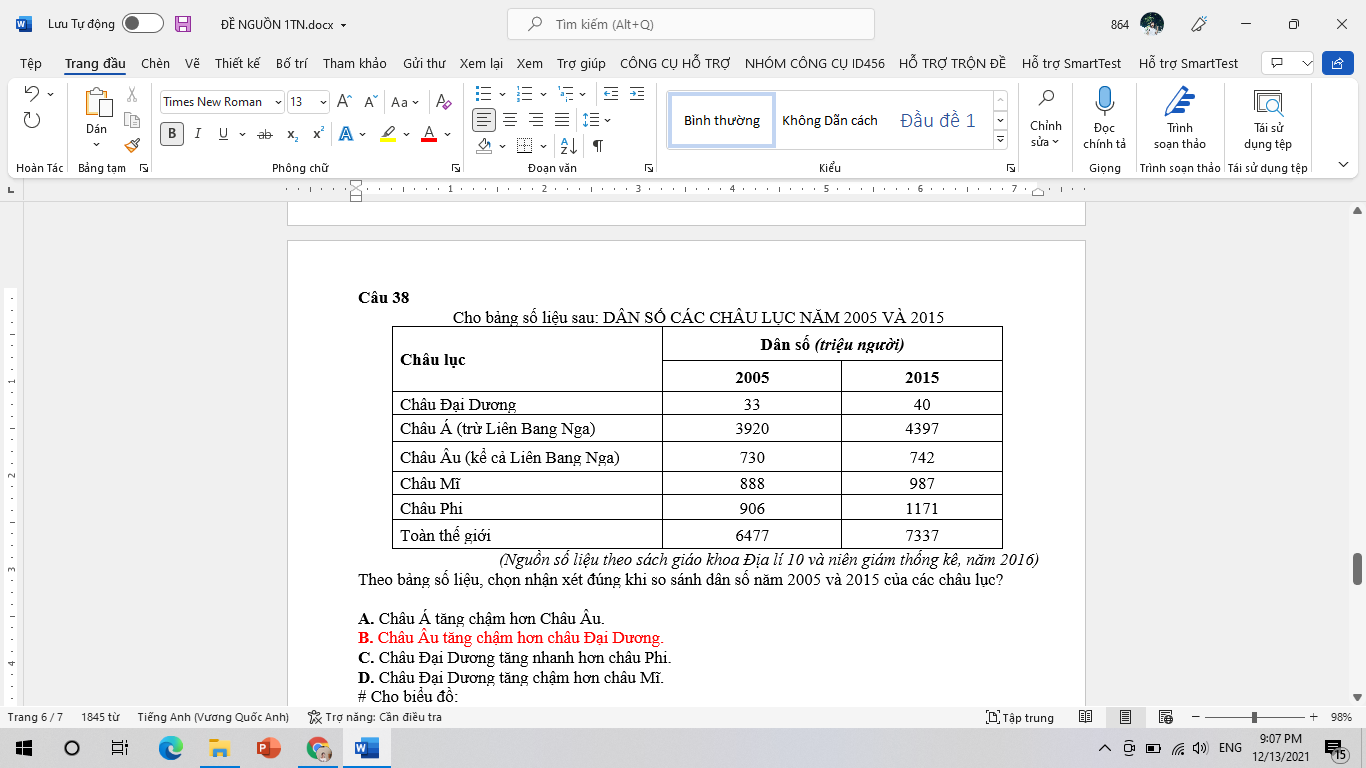 Lưu Tự động
ĐỀ NGUỒN 1TN.docx
Tìm kiếm (Alt+Q)
864
Tệp Trang đầu Chèn Vẽ Thiết kế Bố trí Tham khảo Gửi thư Xem lại Xem Trợ giúp CÔNG CỤ HỖ TRỢ NHÓM CÔNG CỤ ID456 HỖ TRỢ TRỘN ĐỀ Hỗ trợ SmartTest Hỗ trợ SmartTest
Dán
Times New Roman 13
Bình thường Không Dãn cách Đầu đề 1
Chỉnh sửa
Đọc chính tả
Trình soạn thảo
Tái sử dụng tệp
Hoàn Tác Bảng tạm Phông chữ Đoạn văn Kiểu Giọng Trình soạn thảo Tái sử dụng tệp
1 2 3 4 5 6 7
Câu 38
Cho bảng số liệu sau: DÂN SỐ CÁC CHÂU LỤC NĂM 2005 VÀ 2015
Châu lục Dân số (triệu người)
2005 2015
Châu Đại Dương 33 40
Châu Á (trừ Liên Bang Nga) 3920 4397
Châu Âu (kể cả Liên Bang Nga) 730 742
Châu Mĩ 888 987
Châu Phi 906 1171
Toàn thế giới 6477 7337
(Nguồn số liệu theo sách giáo khoa Địa lí 10 và niên giám thống kê, năm 2016)
Theo bảng số liệu, chọn nhận xét đúng khi so sánh dân số năm 2005 và 2015 của các châu lục?
A. Châu Á tăng chậm hơn Châu Âu.
B. Châu Âu tăng chậm hơn châu Đại Dương.
C. Châu Đại Dương tăng nhanh hơn châu Phi.
D. Châu Đại Dương tăng chậm hơn châu Mĩ.
# Cho biểu đồ:
Trang 6 / 7 1845 từ Tiếng Anh (Vương Quốc Anh) Trợ năng: Cần điều tra Tập trung 98%
ENG
9:07 PM
12/13/2021
15